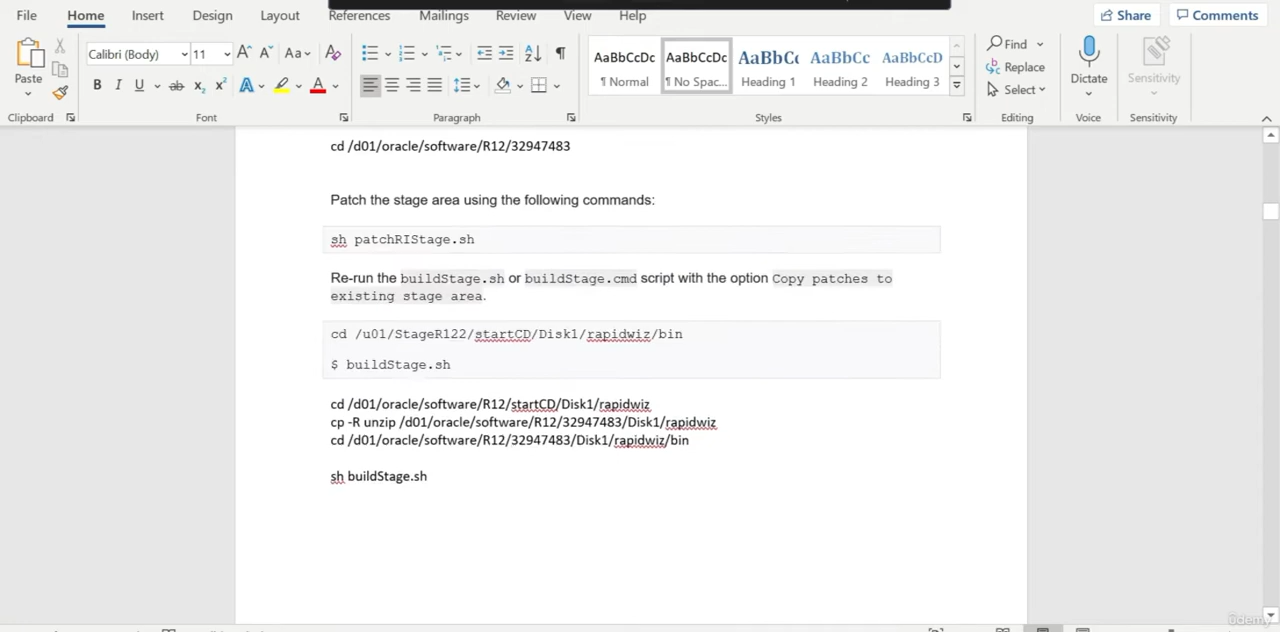 File Home Insert Design Layout References Mailings Review View Help Share Comments
Calibri (Body) 11 Aa
Paste
B I U ab x₂ x² A A
AaBbCcDc AaBbCcDc AaBbCc AaBbCc AaBbCcD
¶ Normal ¶ No Spac... Heading 1 Heading 2 Heading 3
Find
Replace
Select
Dictate
Sensitivity
Clipboard Font Paragraph Styles Editing Voice Sensitivity
cd /d01/oracle/software/R12/32947483
Patch the stage area using the following commands:
sh patchRIStage.sh
Re-run the buildStage.sh or buildStage.cmd script with the option Copy patches to
existing stage area.
cd /u01/StageR122/startCD/Disk1/rapidwiz/bin
$ buildStage.sh
cd /d01/oracle/software/R12/startCD/Disk1/rapidwiz
cp -R unzip /d01/oracle/software/R12/32947483/Disk1/rapidwiz
cd /d01/oracle/software/R12/32947483/Disk1/rapidwiz/bin
sh buildStage.sh
ûdemy